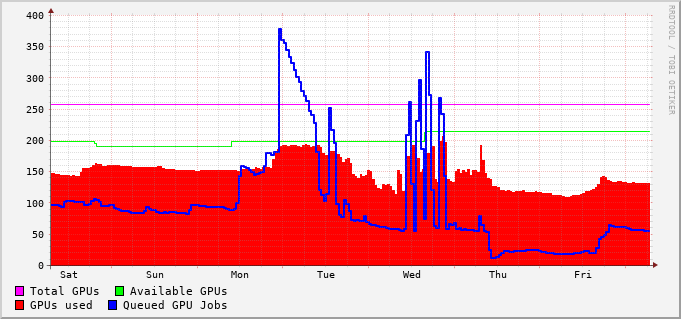 400
350
300
250
200
150
100
50
0
Sat Sun Mon Tue Wed Thu Fri
Total GPUs Available GPUs
GPUs used Queued GPU Jobs
RRDTOOL / TOBI OETIKER